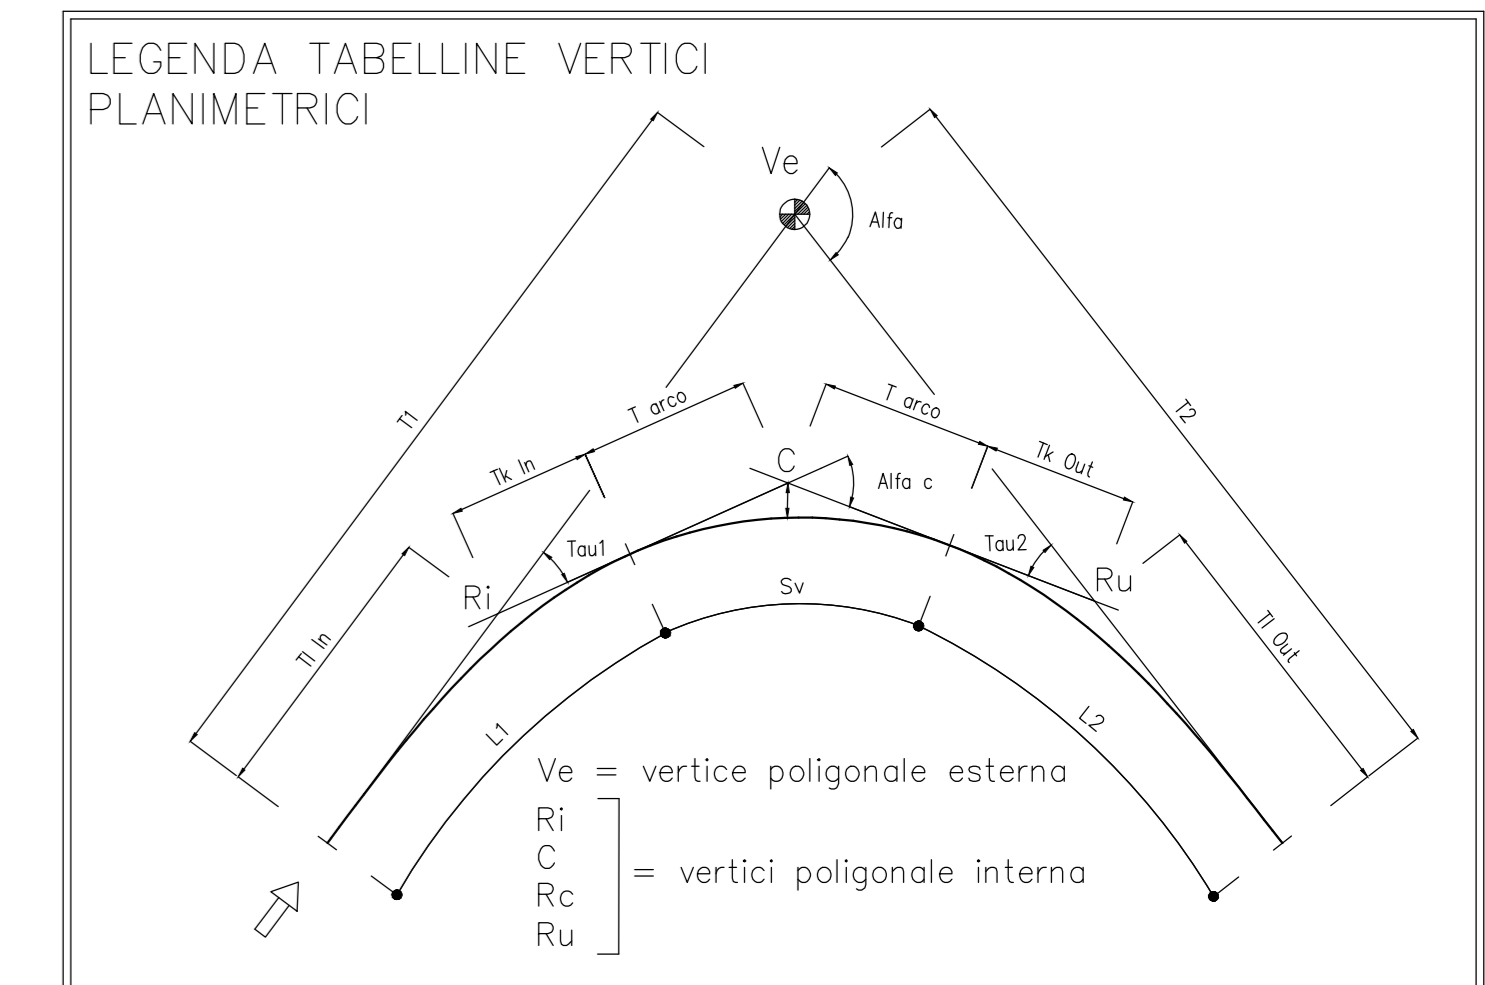 LEGENDA TABELLINE VERTICI
PLANIMETRICI
Ve
Alfa
T1
T2
T arco
T arco
Tk In
Tk Out
C
Alfa c
Tau1
Tau2
Ri
Ru
Tl In
Tl Out
Sv
L1
L2
Ve = vertice poligonale esterna
Ri
C
= vertici poligonale interna
Rc
Ru